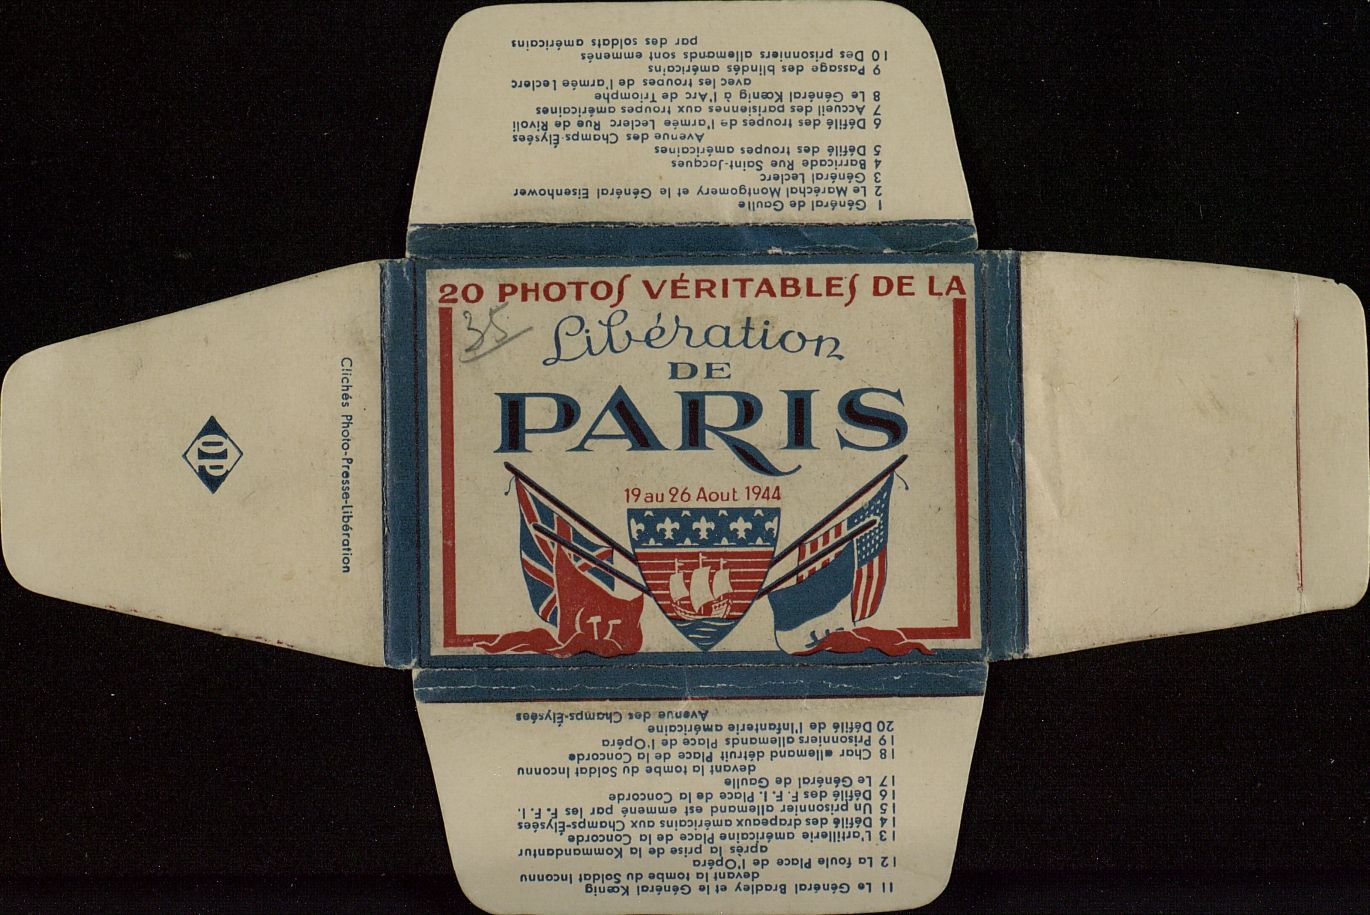 20 PHOTOS VÉRITABLES DE LA
35
Libération
DE
PARIS
19 au 26 Aout 1944
1 Général de Gaulle
2 Le Maréchal Montgomery et le Général Eisenhower
3 Général Leclerc
4 Barricade Rue Saint-Jacques
5 Défilé des troupes américaines
Avenue des Champs-Élysées
6 Défilé des troupes de l'armée Leclerc Rue de Rivoli
7 Accueil des parisiennes aux troupes américaines
8 Le Général Kœnig à l'Arc de Triomphe
avec les troupes de l'armée Leclerc
9 Passage des blindés américains
10 Des prisonniers allemands sont emmenés
par des soldats américains
11 Le Général Bradley et le Général Kœnig
devant la tombe du Soldat Inconnu
12 La foule Place de l'Opéra
après la prise de la Kommandantur
13 L'artillerie américaine Place de la Concorde
14 Défilé des drapeaux américains aux Champs-Élysées
15 Un prisonnier allemand est emmené par les F.F.I.
16 Défilé des F.F.I. Place de la Concorde
17 Le Général de Gaulle
devant la tombe du Soldat Inconnu
18 Char allemand détruit Place de la Concorde
19 Prisonniers allemands Place de l'Opéra
20 Défilé de l'Infanterie américaine
Avenue des Champs-Élysées
Clichés Photo-Presse-Libération
OP